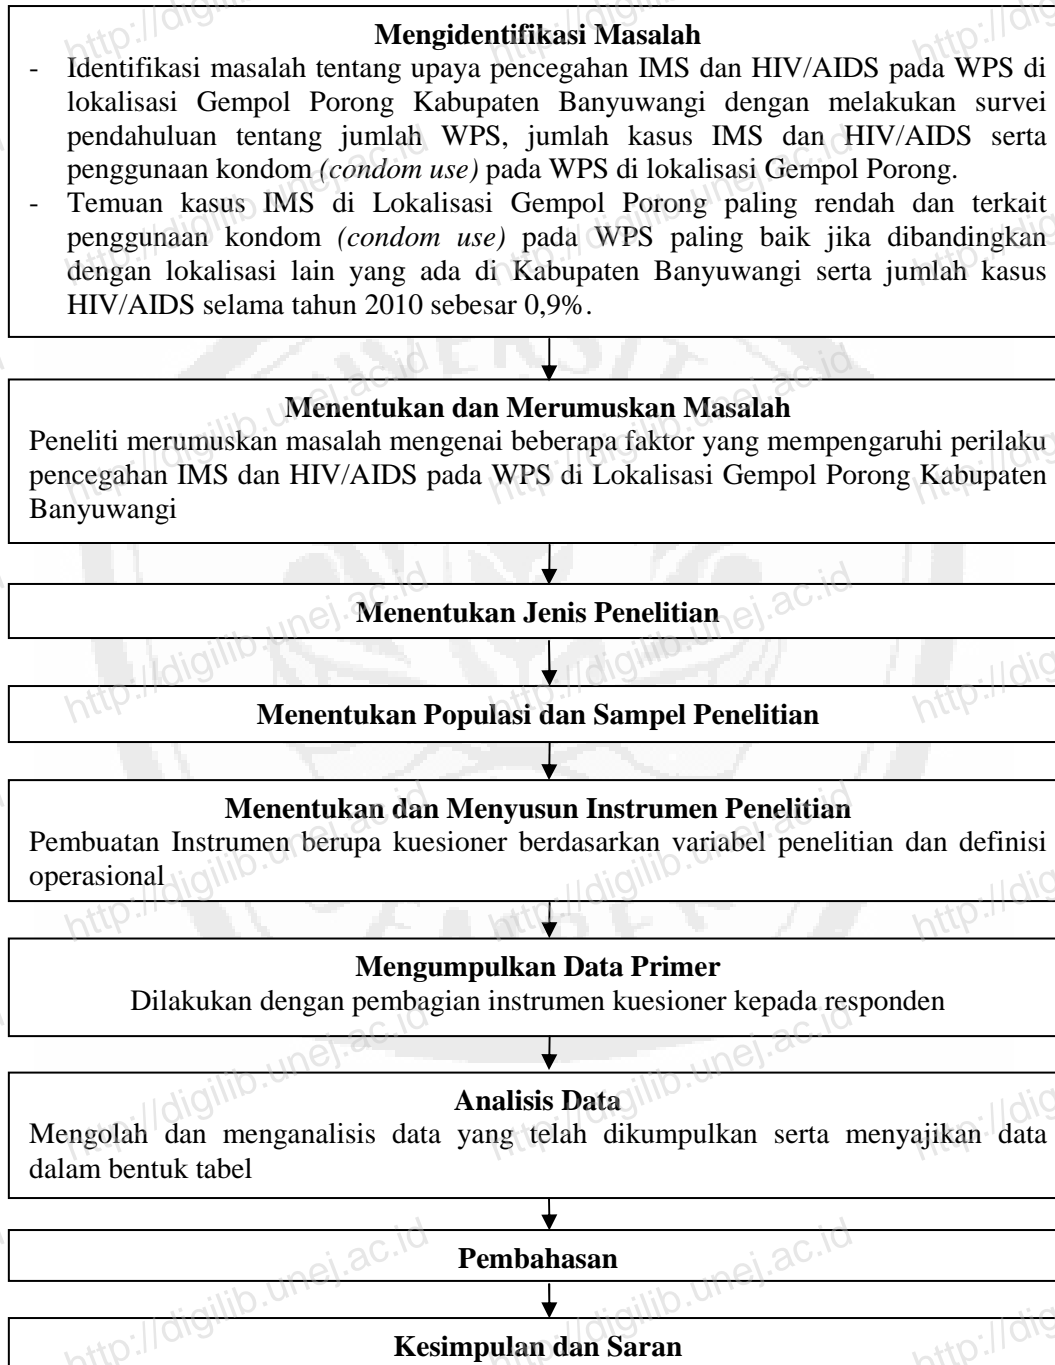 Mengidentifikasi Masalah
- Identifikasi masalah tentang upaya pencegahan IMS dan HIV/AIDS pada WPS di
lokalisasi Gempol Porong Kabupaten Banyuwangi dengan melakukan survei
pendahuluan tentang jumlah WPS, jumlah kasus IMS dan HIV/AIDS serta
penggunaan kondom (condom use) pada WPS di lokalisasi Gempol Porong.
- Temuan kasus IMS di Lokalisasi Gempol Porong paling rendah dan terkait
penggunaan kondom (condom use) pada WPS paling baik jika dibandingkan
dengan lokalisasi lain yang ada di Kabupaten Banyuwangi serta jumlah kasus
HIV/AIDS selama tahun 2010 sebesar 0,9%.
Menentukan dan Merumuskan Masalah
Peneliti merumuskan masalah mengenai beberapa faktor yang mempengaruhi perilaku
pencegahan IMS dan HIV/AIDS pada WPS di Lokalisasi Gempol Porong Kabupaten
Banyuwangi
Menentukan Jenis Penelitian
Menentukan Populasi dan Sampel Penelitian
Menentukan dan Menyusun Instrumen Penelitian
Pembuatan Instrumen berupa kuesioner berdasarkan variabel penelitian dan definisi
operasional
Mengumpulkan Data Primer
Dilakukan dengan pembagian instrumen kuesioner kepada responden
Analisis Data
Mengolah dan menganalisis data yang telah dikumpulkan serta menyajikan data
dalam bentuk tabel
Pembahasan
Kesimpulan dan Saran
http://digilib.unej.ac.id